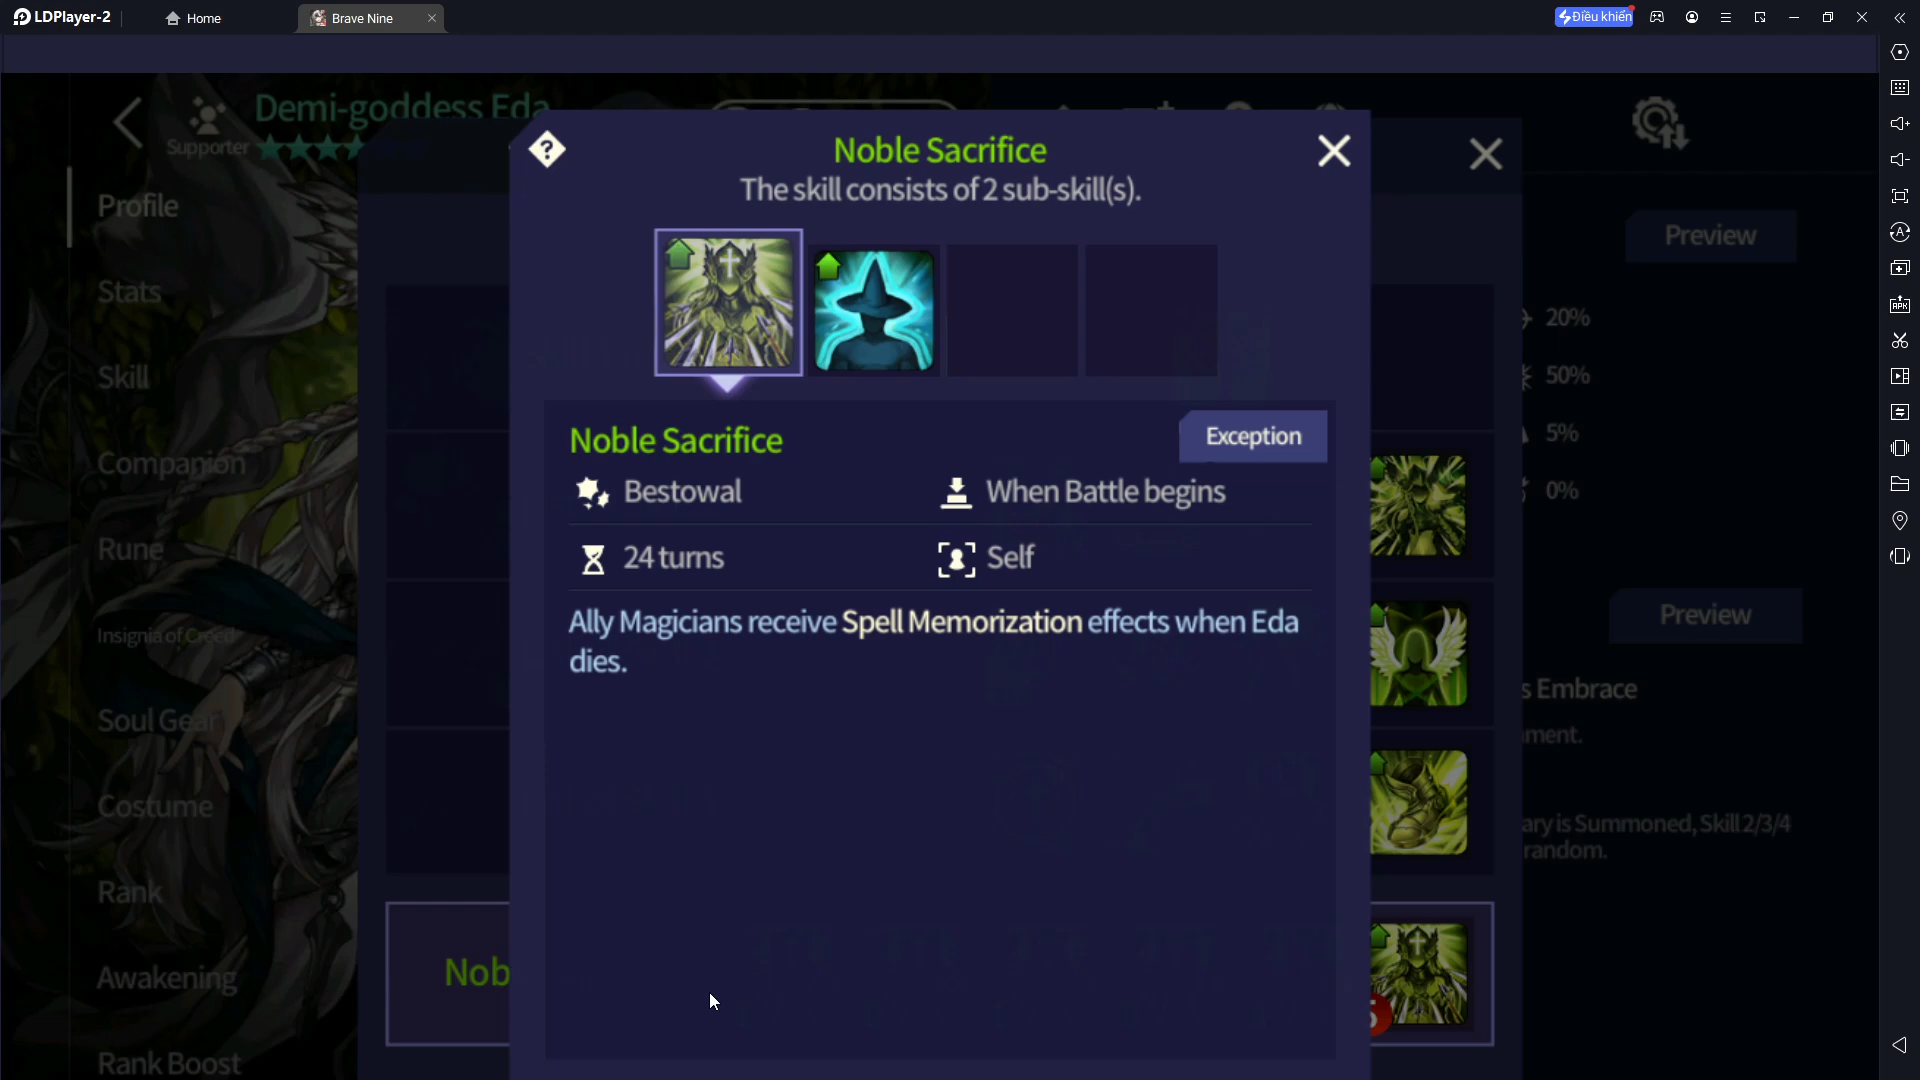 LDPlayer-2
Home
Brave Nine
Điều khiển
Demi-goddess Eda
Supporter
Profile
Stats
Skill
Companion
Rune
Insignia of Creed
Soul Gear
Costume
Rank
Awakening
Rank Boost
Noble Sacrifice
The skill consists of 2 sub-skill(s).
Noble Sacrifice
Exception
Bestowal
When Battle begins
24 turns
Self
Ally Magicians receive Spell Memorization effects when Eda
dies.
Nob
Preview
20%
50%
5%
0%
Preview
s Embrace
ment.
ary is Summoned, Skill 2/3/4
random.
APK